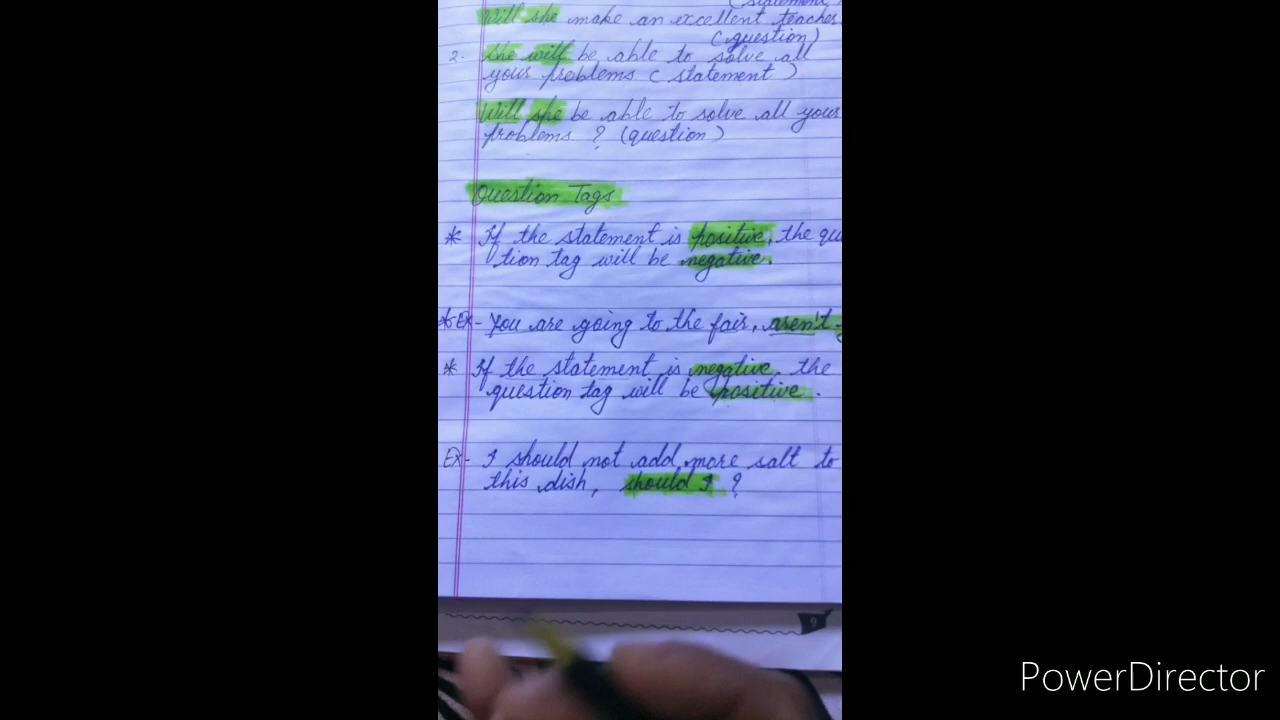 (statement
Will she make an excellent teacher
(question)
2. She will be able to solve all
your problems (statement)
Will she be able to solve all your
problems ? (question)
Question Tags
* If the statement is positive, the qu
tion tag will be negative.
* Ex- You are going to the fair, aren't
* If the statement is negative. the
question tag will be positive.
Ex- I should not add more salt to
this dish, should I ?
9
PowerDirector